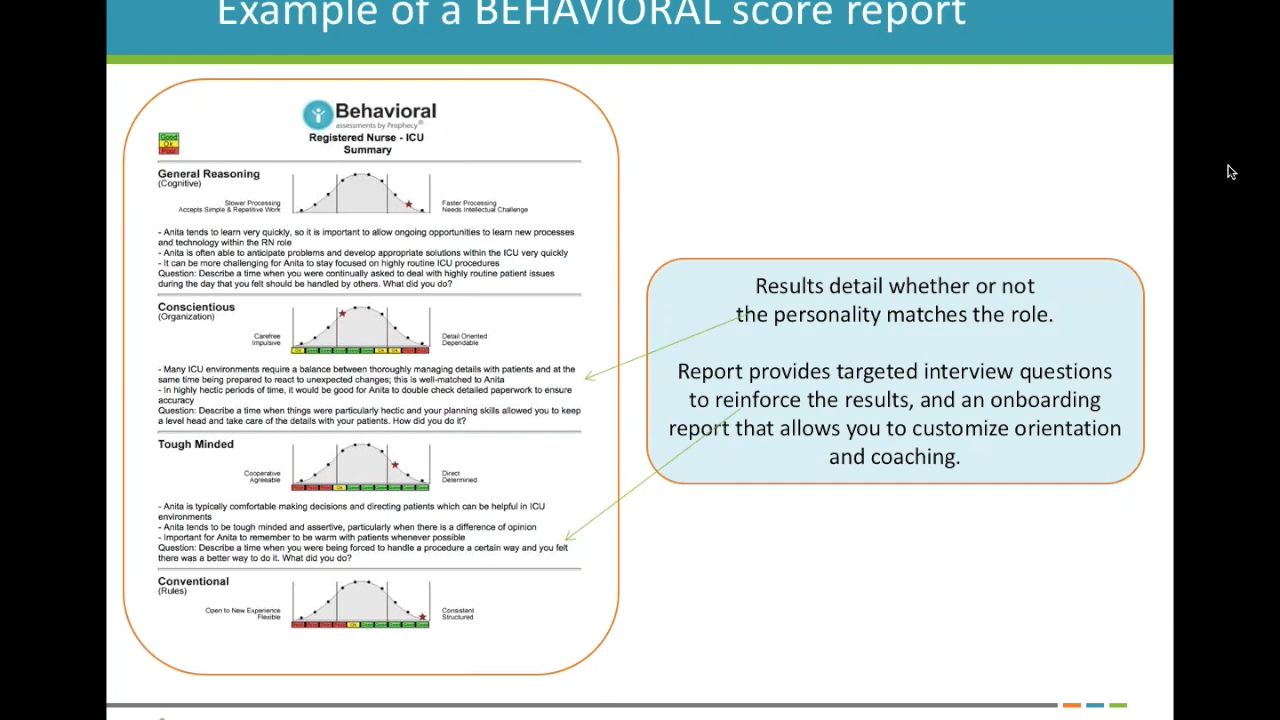 Example of a BEHAVIORAL score report
Behavioral
assessments by Prophecy®
Registered Nurse - ICU
Summary
Good
Ok
Poor
General Reasoning
(Cognitive)
Slower Processing
Accepts Simple & Repetitive Work
Faster Processing
Needs Intellectual Challenge
- Anita tends to learn very quickly, so it is important to allow ongoing opportunities to learn new processes
and technology within the RN role
- Anita is often able to anticipate problems and develop appropriate solutions within the ICU very quickly
- It can be more challenging for Anita to stay focused on highly routine ICU procedures
Question: Describe a time when you were continually asked to deal with highly routine patient issues
during the day that you felt should be handled by others. What did you do?
Conscientious
(Organization)
Carefree
Impulsive
Detail Oriented
Dependable
- Many ICU environments require a balance between thoroughly managing details with patients and at the
same time being prepared to react to unexpected changes; this is well-matched to Anita
- In highly hectic periods of time, it would be good for Anita to double check detailed paperwork to ensure
accuracy
Question: Describe a time when things were particularly hectic and your planning skills allowed you to keep
a level head and take care of the details with your patients. How did you do it?
Tough Minded
Cooperative
Agreeable
Direct
Determined
- Anita is typically comfortable making decisions and directing patients which can be helpful in ICU
environments
- Anita tends to be tough minded and assertive, particularly when there is a difference of opinion
- Important for Anita to remember to be warm with patients whenever possible
Question: Describe a time when you were being forced to handle a procedure a certain way and you felt
there was a better way to do it. What did you do?
Conventional
(Rules)
Open to New Experience
Flexible
Consistent
Structured
Results detail whether or not
the personality matches the role.
Report provides targeted interview questions
to reinforce the results, and an onboarding
report that allows you to customize orientation
and coaching.